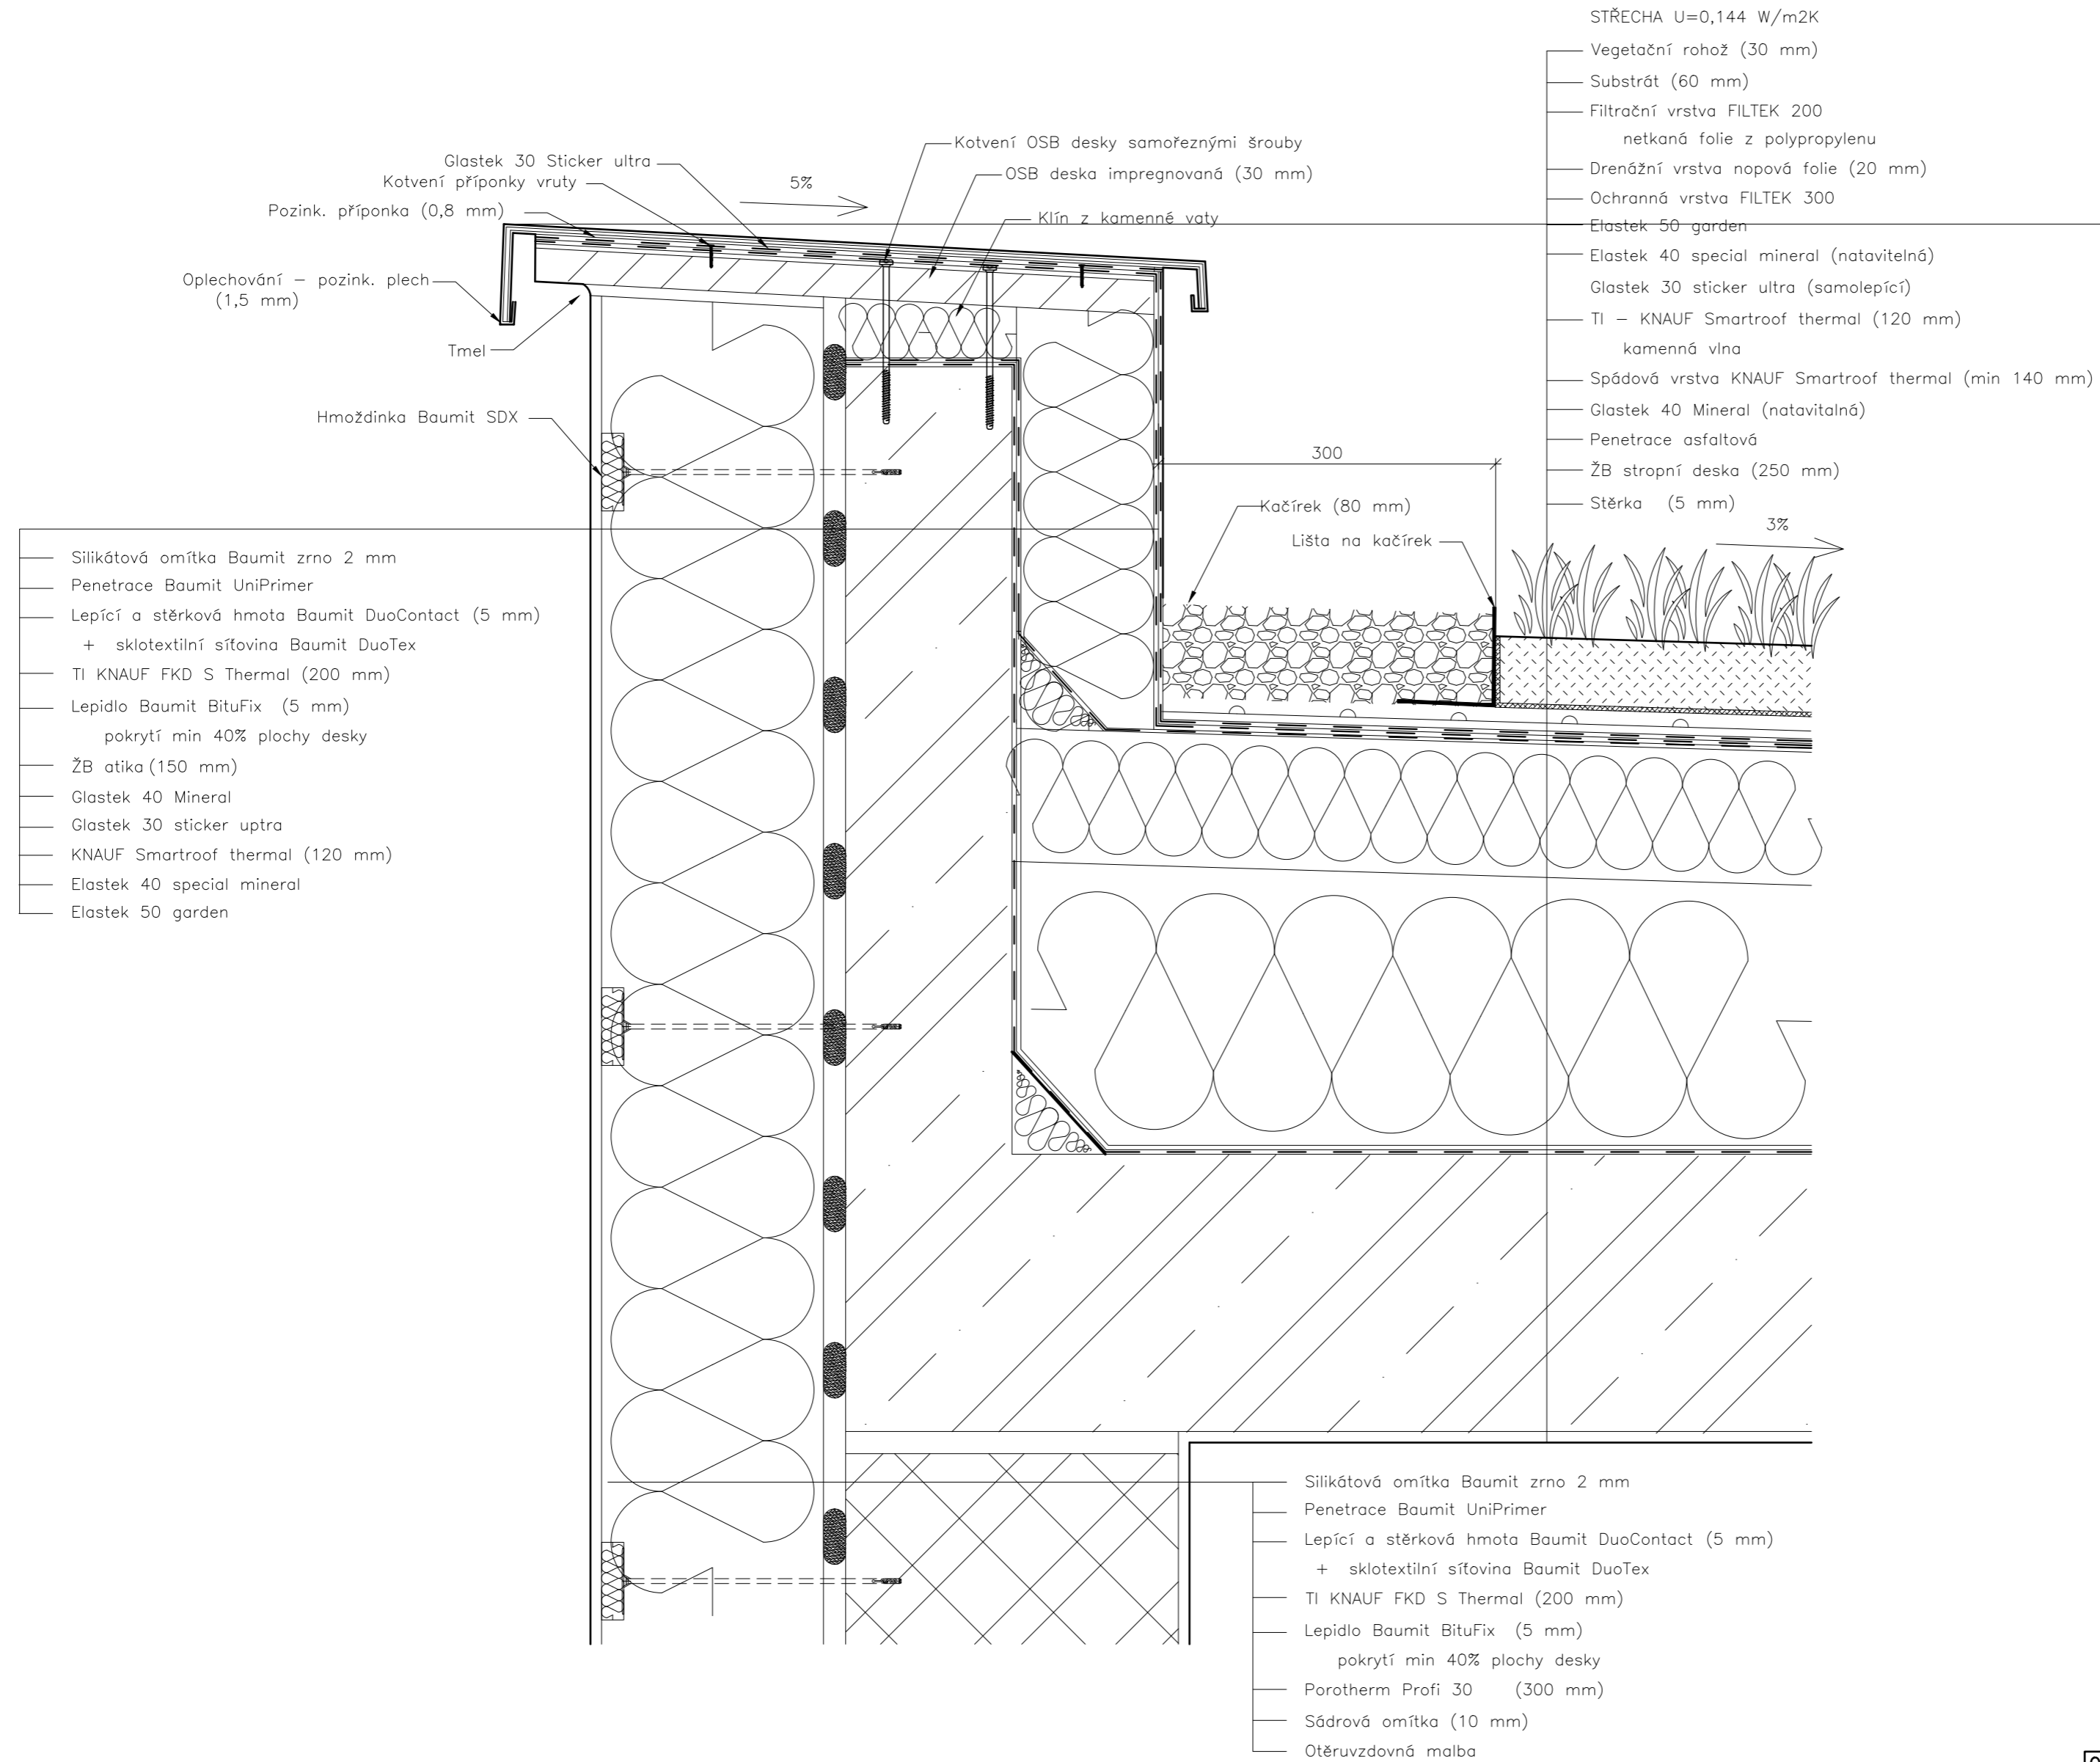 STŘECHA U=0,144 W/m2K
Vegetační rohož (30 mm)
Substrát (60 mm)
Filtrační vrstva FILTEK 200
netkaná folie z polypropylenu
Drenážní vrstva nopová folie (20 mm)
Ochranná vrstva FILTEK 300
Elastek 50 garden
Elastek 40 special mineral (natavitelná)
Glastek 30 sticker ultra (samolepící)
TI – KNAUF Smartroof thermal (120 mm)
kamenná vlna
Spádová vrstva KNAUF Smartroof thermal (min 140 mm)
Glastek 40 Mineral (natavitalná)
Penetrace asfaltová
ŽB stropní deska (250 mm)
Stěrka (5 mm)
3%
Kotvení OSB desky samořeznými šrouby
OSB deska impregnovaná (30 mm)
Klín z kamenné vaty
5%
Glastek 30 Sticker ultra
Kotvení příponky vruty
Pozink. příponka (0,8 mm)
Oplechování – pozink. plech
(1,5 mm)
Tmel
Hmoždinka Baumit SDX
300
Kačírek (80 mm)
Lišta na kačírek
Silikátová omítka Baumit zrno 2 mm
Penetrace Baumit UniPrimer
Lepící a stěrková hmota Baumit DuoContact (5 mm)
+ sklotextilní síťovina Baumit DuoTex
TI KNAUF FKD S Thermal (200 mm)
Lepidlo Baumit BituFix (5 mm)
pokrytí min 40% plochy desky
ŽB atika (150 mm)
Glastek 40 Mineral
Glastek 30 sticker uptra
KNAUF Smartroof thermal (120 mm)
Elastek 40 special mineral
Elastek 50 garden
Silikátová omítka Baumit zrno 2 mm
Penetrace Baumit UniPrimer
Lepící a stěrková hmota Baumit DuoContact (5 mm)
+ sklotextilní síťovina Baumit DuoTex
TI KNAUF FKD S Thermal (200 mm)
Lepidlo Baumit BituFix (5 mm)
pokrytí min 40% plochy desky
Porotherm Profi 30 (300 mm)
Sádrová omítka (10 mm)
Otěruvzdovná malba